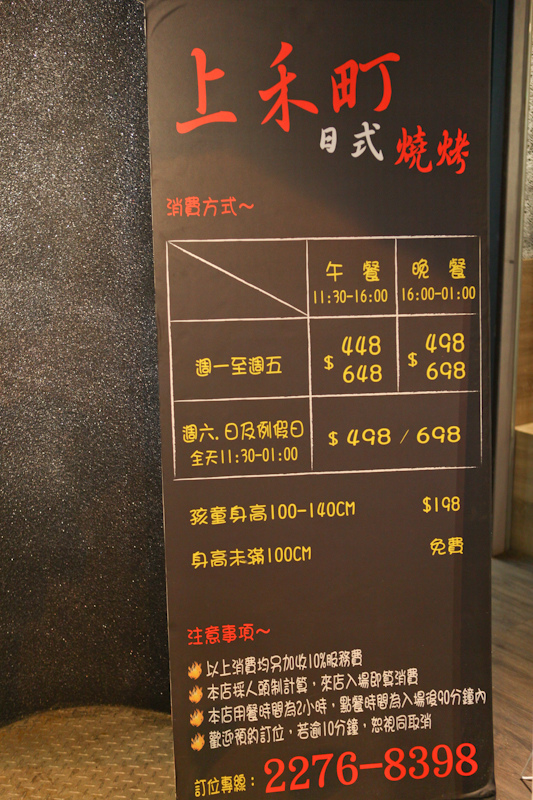 上禾町
日式燒烤
消費方式～
午餐 晚餐
11:30-16:00 16:00-01:00
週一至週五 $ 448 648 $ 498 698
週六.日及例假日
全天11:30-01:00 $ 498 / 698
孩童身高100-140CM $198
身高未滿100CM 免費
注意事項～
以上消費均另加收10%服務費
本店採人頭制計算，來店入場即算消費
本店用餐時間為2小時，點餐時間為入場後90分鐘內
歡迎預約訂位，若逾10分鐘，恕視同取消
訂位專線：2276-8398